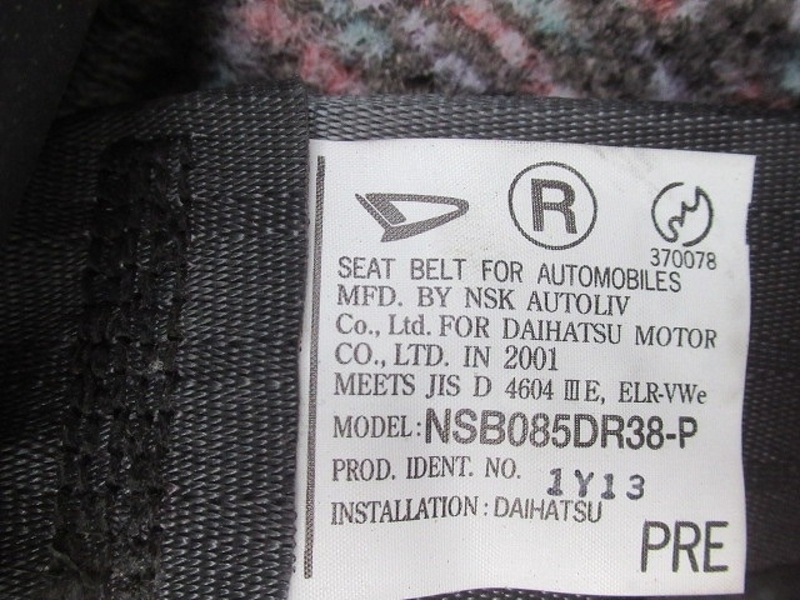 R
370078
SEAT BELT FOR AUTOMOBILES
MFD. BY NSK AUTOLIV
Co., Ltd. FOR DAIHATSU MOTOR
CO., LTD. IN 2001
MEETS JIS D 4604 ⅢE, ELR-VWe
MODEL: NSB085DR38-P
PROD. IDENT. NO. 1Y13
INSTALLATION: DAIHATSU
PRE